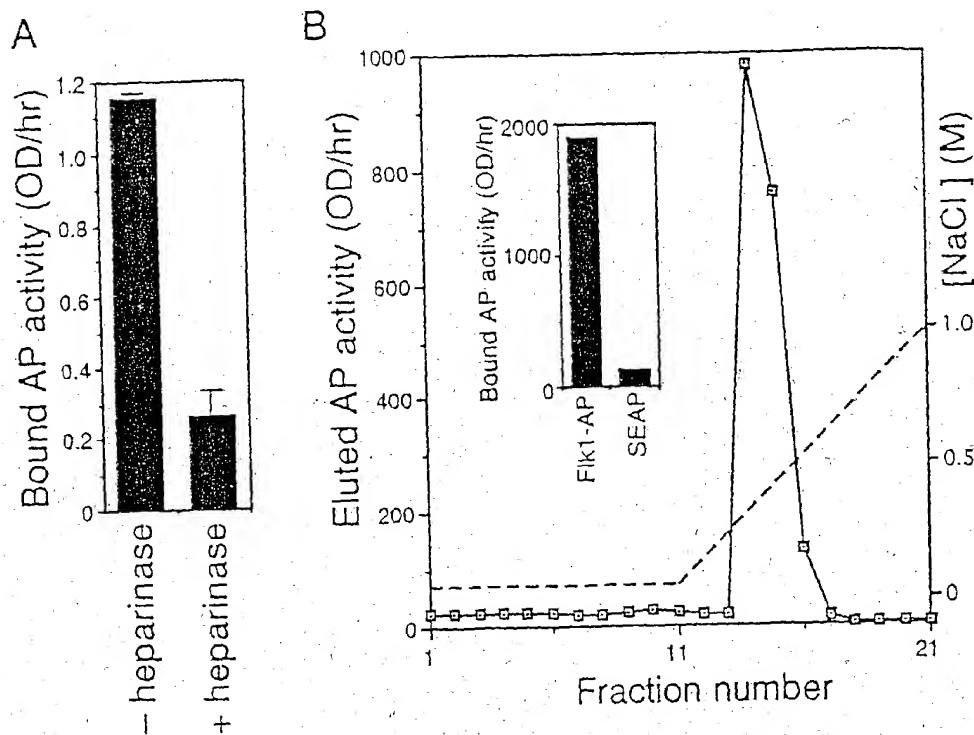 A
Bound AP activity (OD/hr)
1.2
1.0
0.8
0.6
0.4
0.2
0
– heparinase
+ heparinase
B
Eluted AP activity (OD/hr)
1000
800
600
400
200
0
Bound AP activity (OD/hr)
2000
1000
0
Flk1-AP
SEAP
[NaCl] (M)
1.0
0.5
0
1
11
21
Fraction number